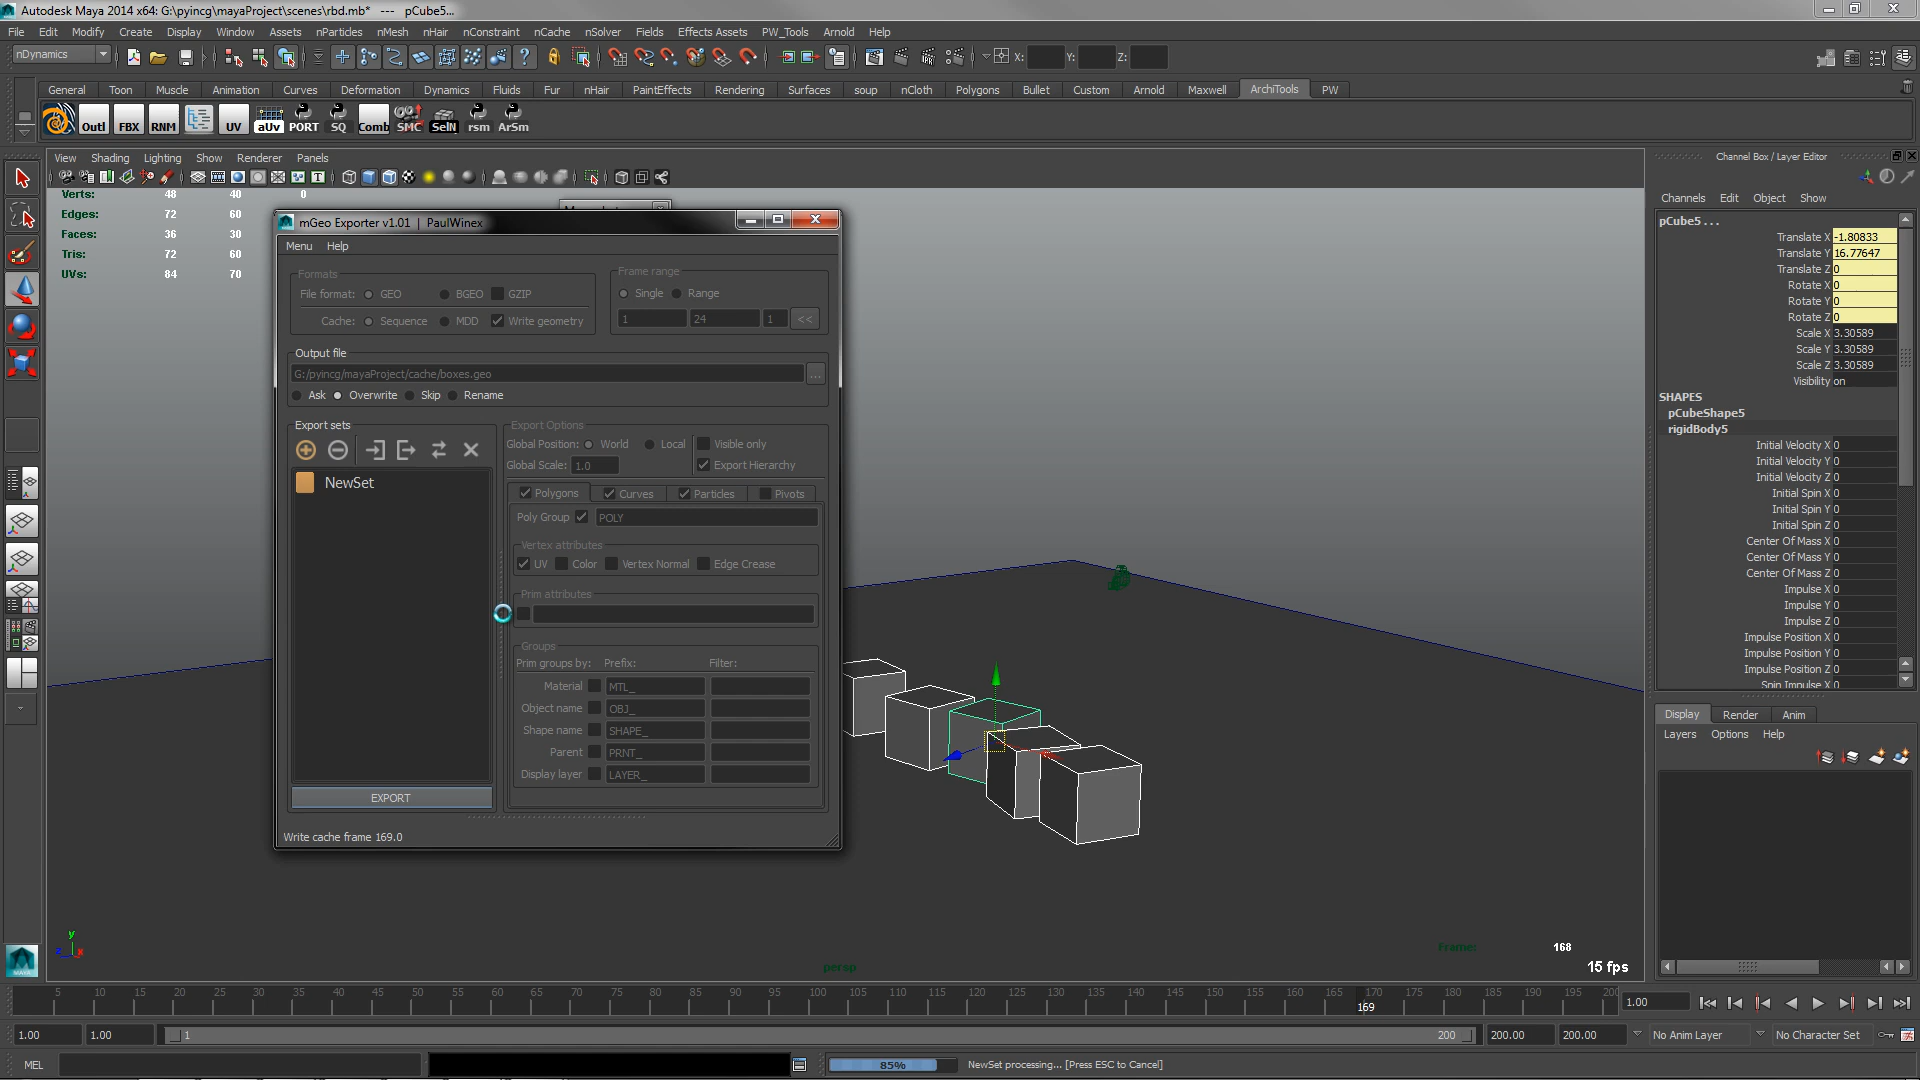 Autodesk Maya 2014 x64: G:\pyincg\mayaProject\scenes\rbd.mb* --- pCube5...
File Edit Modify Create Display Window Assets nParticles nMesh nHair nConstraint nCache nSolver Fields Effects Assets PW_Tools Arnold Help
nDynamics X: Y: Z:
General Toon Muscle Animation Curves Deformation Dynamics Fluids Fur nHair PaintEffects Rendering Surfaces soup nCloth Polygons Bullet Custom Arnold Maxwell ArchiTools PW
Outl FBX RNM UV aUv PORT SQ Comb SMC SelN rsm ArSm
View Shading Lighting Show Renderer Panels
Verts: 48 40 0
Edges: 72 60
Faces: 36 30
Tris: 72 60
UVs: 84 70
mGeo Exporter v1.01 | PaulWinex
Menu Help
Formats
File format: GEO BGEO GZIP
Cache: Sequence MDD Write geometry
Frame range
Single Range
1 24 1 <<
Output file
G:/pyincg/mayaProject/cache/boxes.geo ...
Ask Overwrite Skip Rename
Export sets
NewSet
EXPORT
Write cache frame 169.0
Export Options
Global Position: World Local Visible only
Global Scale: 1.0 Export Hierarchy
Polygons Curves Particles Pivots
Poly Group POLY
Vertex attributes
UV Color Vertex Normal Edge Crease
Prim attributes
Groups
Prim groups by: Prefix: Filter:
Material MTL_
Object name OBJ_
Shape name SHAPE_
Parent PRNT_
Display layer LAYER_
y
z x
persp
Frame: 168
15 fps
Channel Box / Layer Editor
Channels Edit Object Show
pCube5...
Translate X -1.80833
Translate Y 16.77647
Translate Z 0
Rotate X 0
Rotate Y 0
Rotate Z 0
Scale X 3.30589
Scale Y 3.30589
Scale Z 3.30589
Visibility on
SHAPES
pCubeShape5
rigidBody5
Initial Velocity X 0
Initial Velocity Y 0
Initial Velocity Z 0
Initial Spin X 0
Initial Spin Y 0
Initial Spin Z 0
Center Of Mass X 0
Center Of Mass Y 0
Center Of Mass Z 0
Impulse X 0
Impulse Y 0
Impulse Z 0
Impulse Position X 0
Impulse Position Y 0
Impulse Position Z 0
Spin Impulse X 0
Display Render Anim
Layers Options Help
5 10 15 20 25 30 35 40 45 50 55 60 65 70 75 80 85 90 95 100 105 110 115 120 125 130 135 140 145 150 155 160 165 170 175 180 185 190 195 200
169
1.00
1.00 1.00 1 200 200.00 200.00 No Anim Layer No Character Set
MEL 85% NewSet processing... [Press ESC to Cancel]